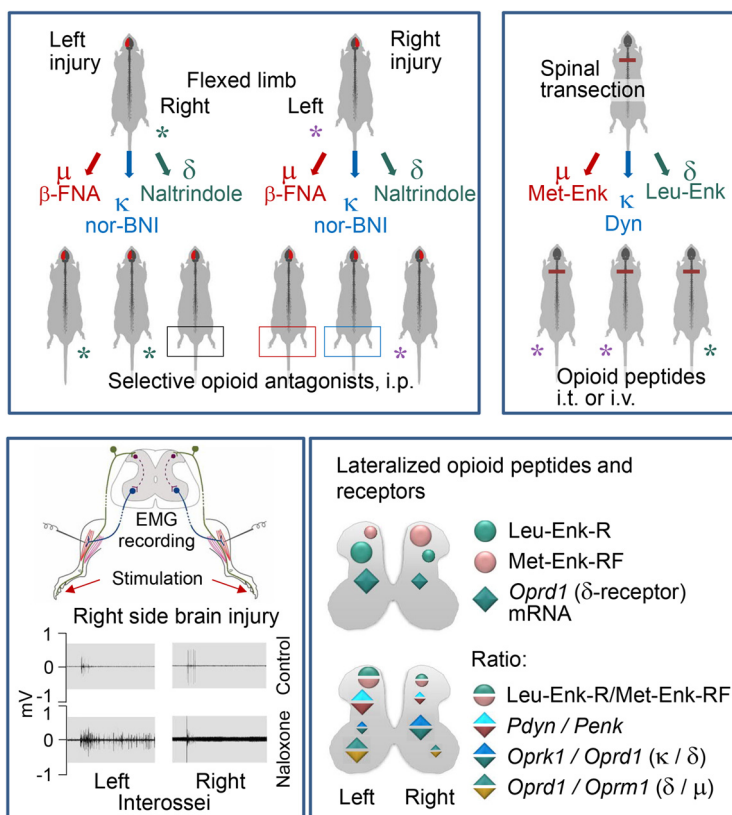 Left
injury
Right
injury
Flexed limb
Right
Left
*
*
μ
β-FNA
κ
nor-BNI
δ
Naltrindole
μ
β-FNA
κ
nor-BNI
δ
Naltrindole
*
*
*
Selective opioid antagonists, i.p.
Spinal
transection
μ
Met-Enk
κ
Dyn
δ
Leu-Enk
*
*
*
Opioid peptides
i.t. or i.v.
EMG
recording
Stimulation
Right side brain injury
1
0
-1
1
0
-1
mV
Control
Naloxone
Left
Right
Interossei
Lateralized opioid peptides and
receptors
Leu-Enk-R
Met-Enk-RF
Oprd1 (δ-receptor)
mRNA
Ratio:
Leu-Enk-R/Met-Enk-RF
Pdyn / Penk
Oprk1 / Oprd1 (κ / δ)
Oprd1 / Oprm1 (δ / μ)
Left
Right